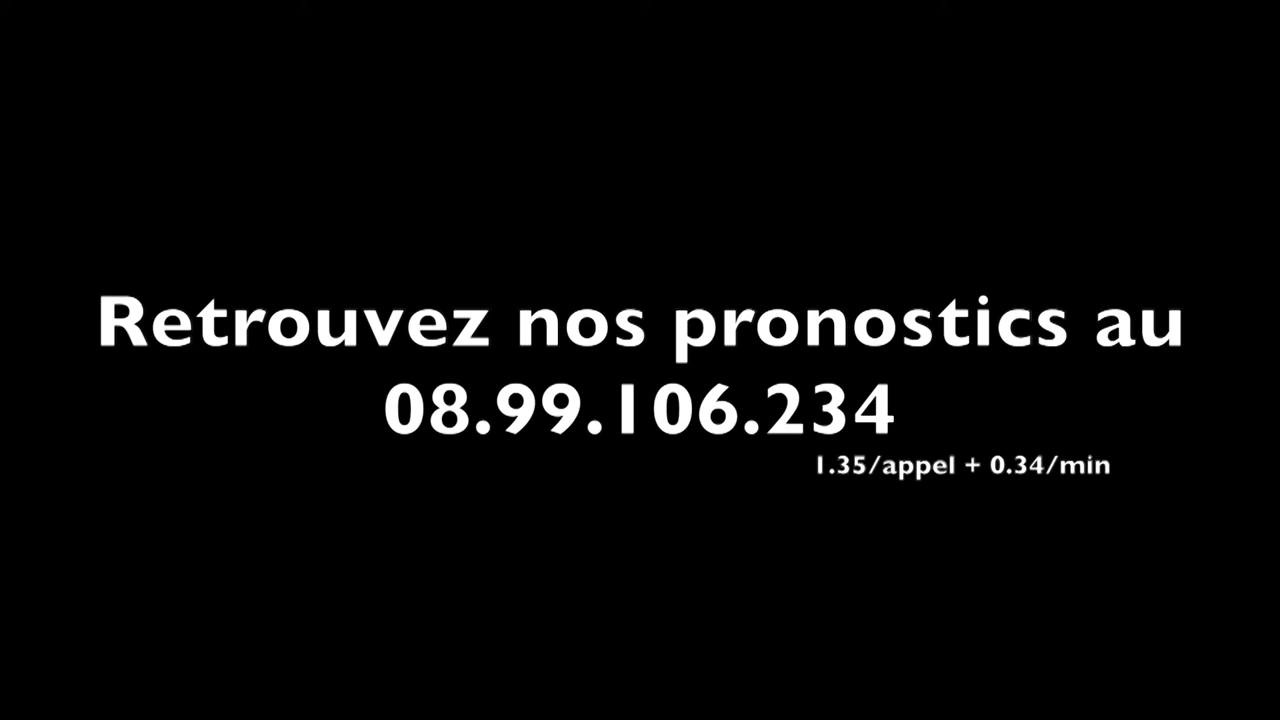 Retrouvez nos pronostics au
08.99.106.234
1.35/appel + 0.34/min